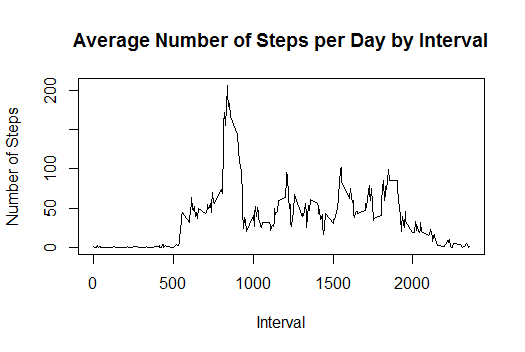 Average Number of Steps per Day by Interval
Number of Steps
200
100
50
0
0 500 1000 1500 2000
Interval